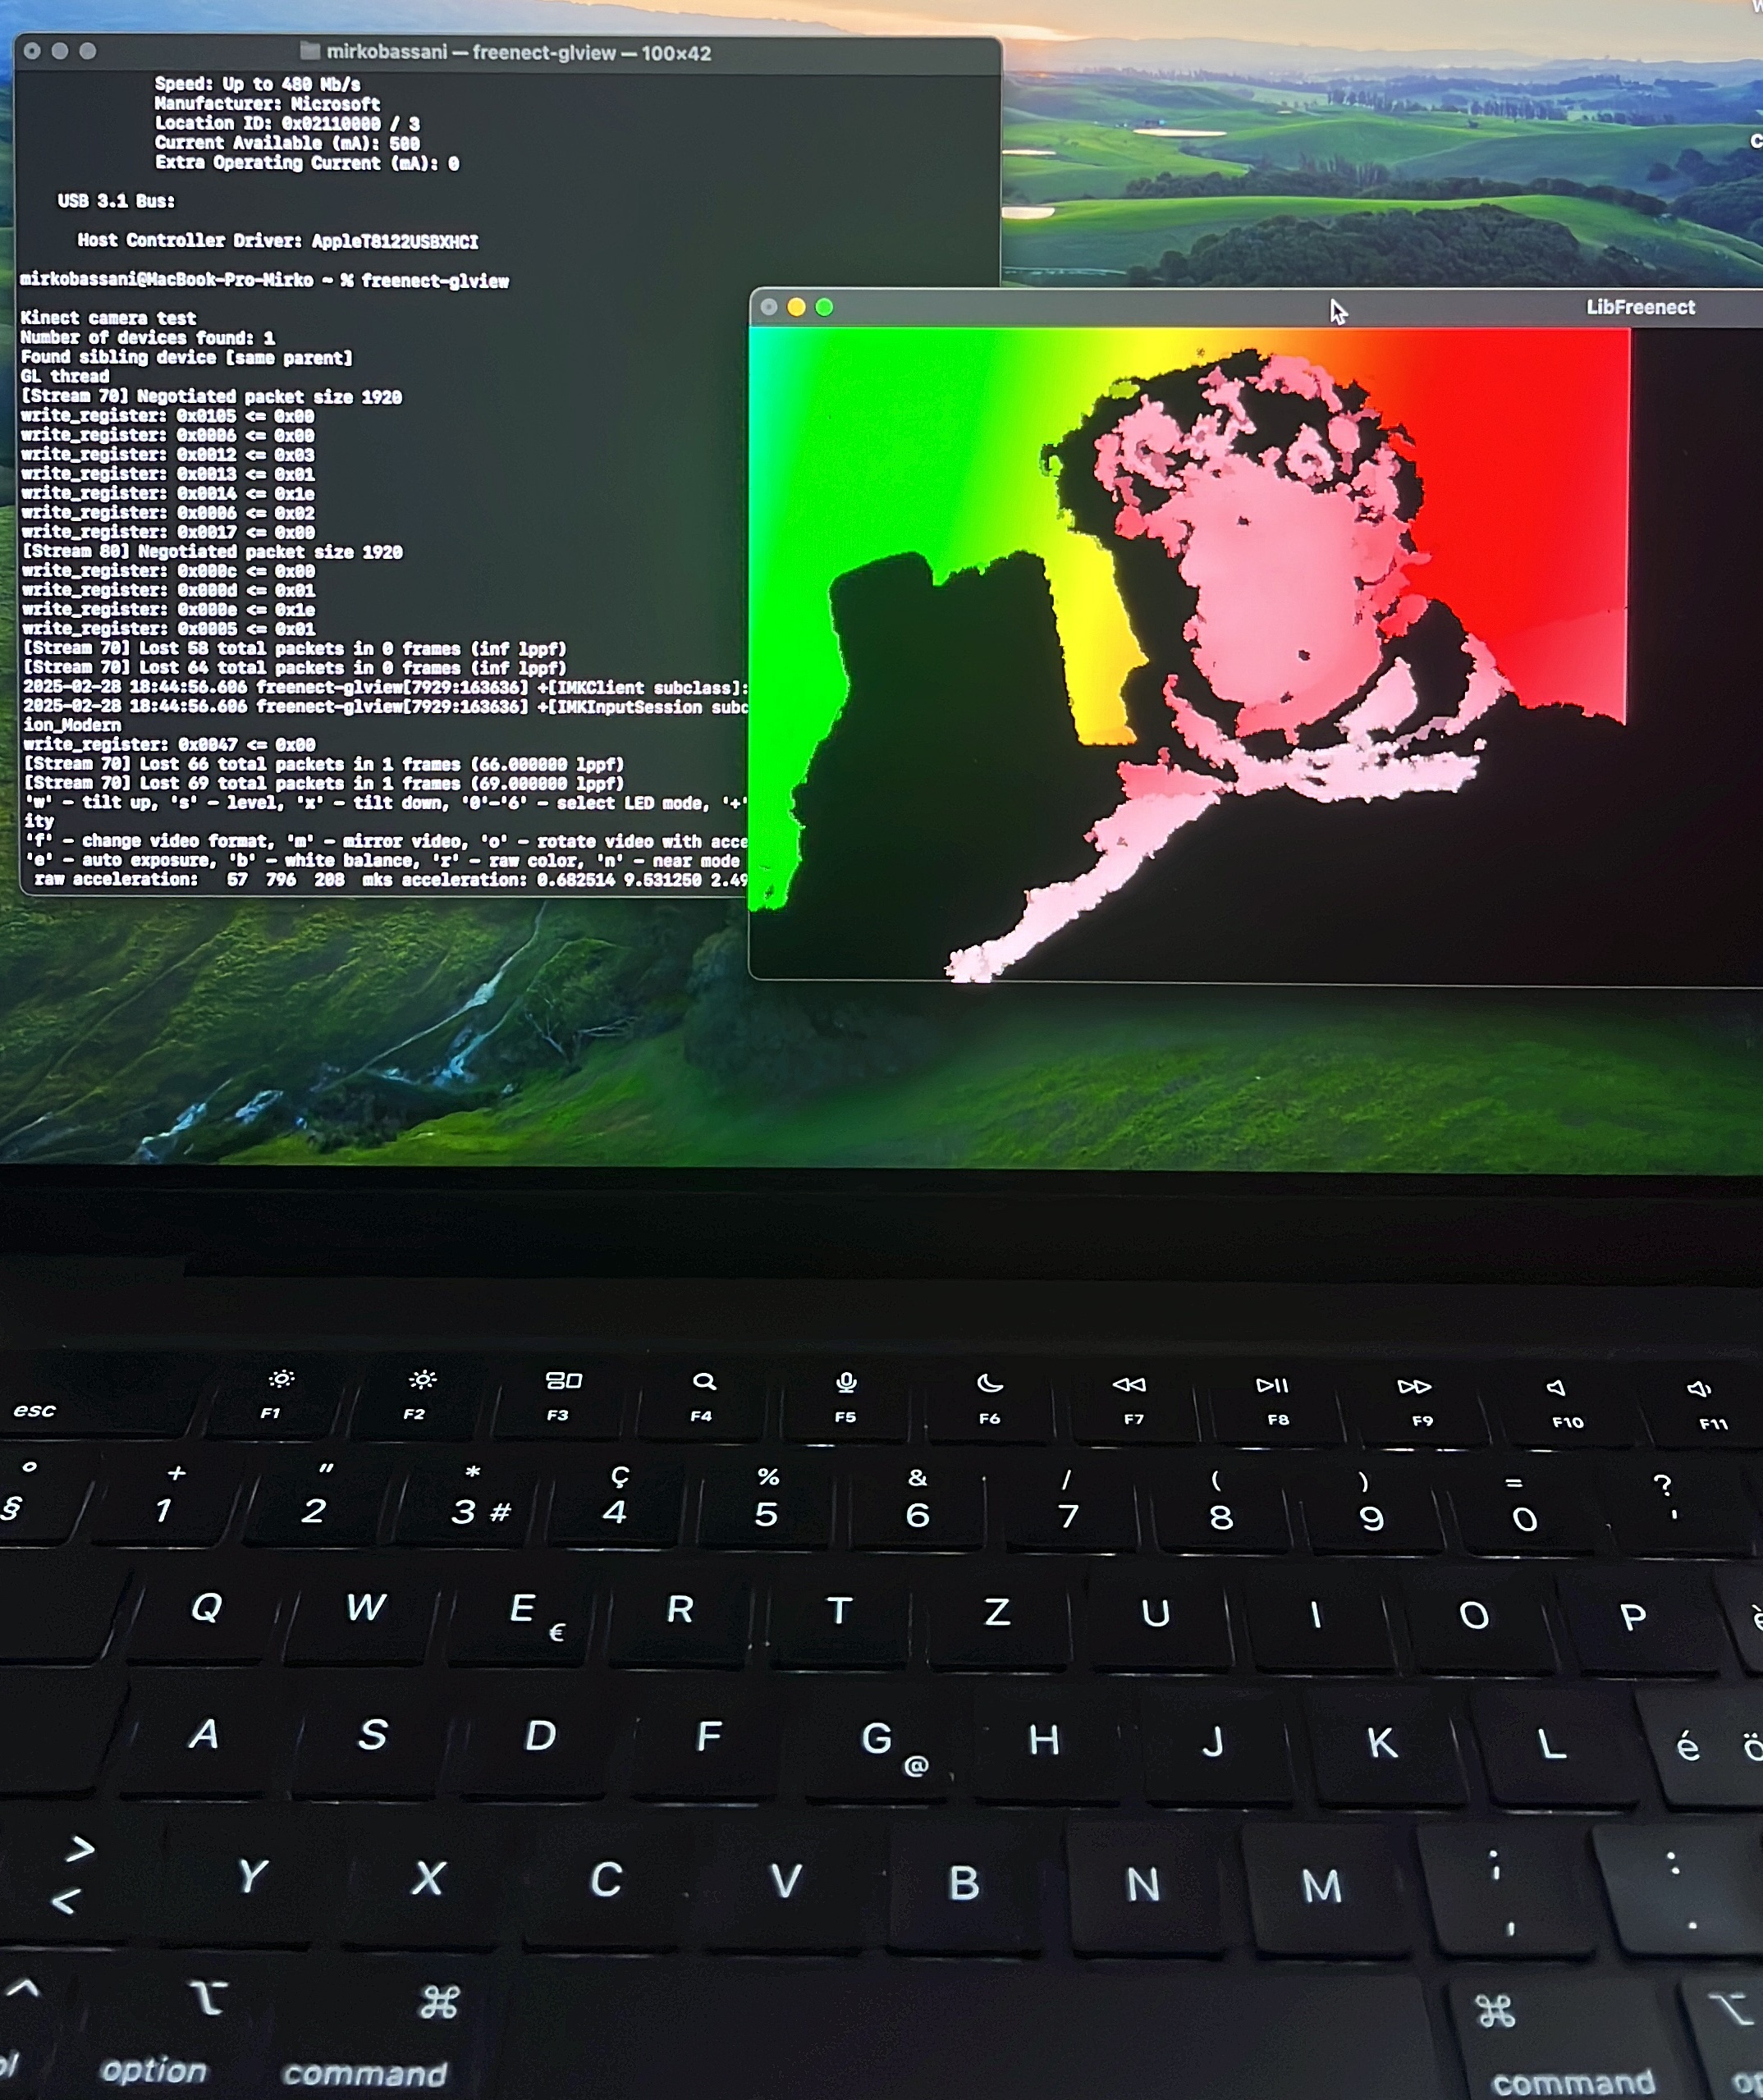 mirkobassani — freenect-glview — 100×42
Speed: Up to 480 Mb/s
Manufacturer: Microsoft
Location ID: 0x02110000 / 3
Current Available (mA): 500
Extra Operating Current (mA): 0
USB 3.1 Bus:
Host Controller Driver: AppleT8122USBXHCI
mirkobassani@MacBook-Pro-Mirko ~ % freenect-glview
Kinect camera test
Number of devices found: 1
Found sibling device [same parent]
GL thread
[Stream 70] Negotiated packet size 1920
write_register: 0x0105 <= 0x00
write_register: 0x0006 <= 0x00
write_register: 0x0012 <= 0x03
write_register: 0x0013 <= 0x01
write_register: 0x0014 <= 0x1e
write_register: 0x0006 <= 0x02
write_register: 0x0017 <= 0x00
[Stream 80] Negotiated packet size 1920
write_register: 0x000c <= 0x00
write_register: 0x000d <= 0x01
write_register: 0x000e <= 0x1e
write_register: 0x0005 <= 0x01
[Stream 70] Lost 58 total packets in 0 frames (inf lppf)
[Stream 70] Lost 64 total packets in 0 frames (inf lppf)
2025-02-28 18:44:56.606 freenect-glview[7929:163636] +[IMKClient subclass]:
2025-02-28 18:44:56.606 freenect-glview[7929:163636] +[IMKInputSession subc
ion_Modern
write_register: 0x0047 <= 0x00
[Stream 70] Lost 66 total packets in 1 frames (66.000000 lppf)
[Stream 70] Lost 69 total packets in 1 frames (69.000000 lppf)
'w' – tilt up, 's' – level, 'x' – tilt down, '0'-'6' – select LED mode, '+'
ity
'f' – change video format, 'm' – mirror video, 'o' – rotate video with acce
'e' – auto exposure, 'b' – white balance, 'r' – raw color, 'n' – near mode
raw acceleration: 57 796 208 mks acceleration: 0.682514 9.531250 2.49
LibFreenect
esc F1 F2 F3 F4 F5 F6 F7 F8 F9 F10 F11
° + " * Ç % & / ( ) = ?
§ 1 2 3 # 4 5 6 7 8 9 0 '
Q W E € R T Z U I O P è
A S D F G @ H J K L é ö
> < Y X C V B N M ; , : .
^ ⌥ ⌘ ⌘ ⌥
option command command